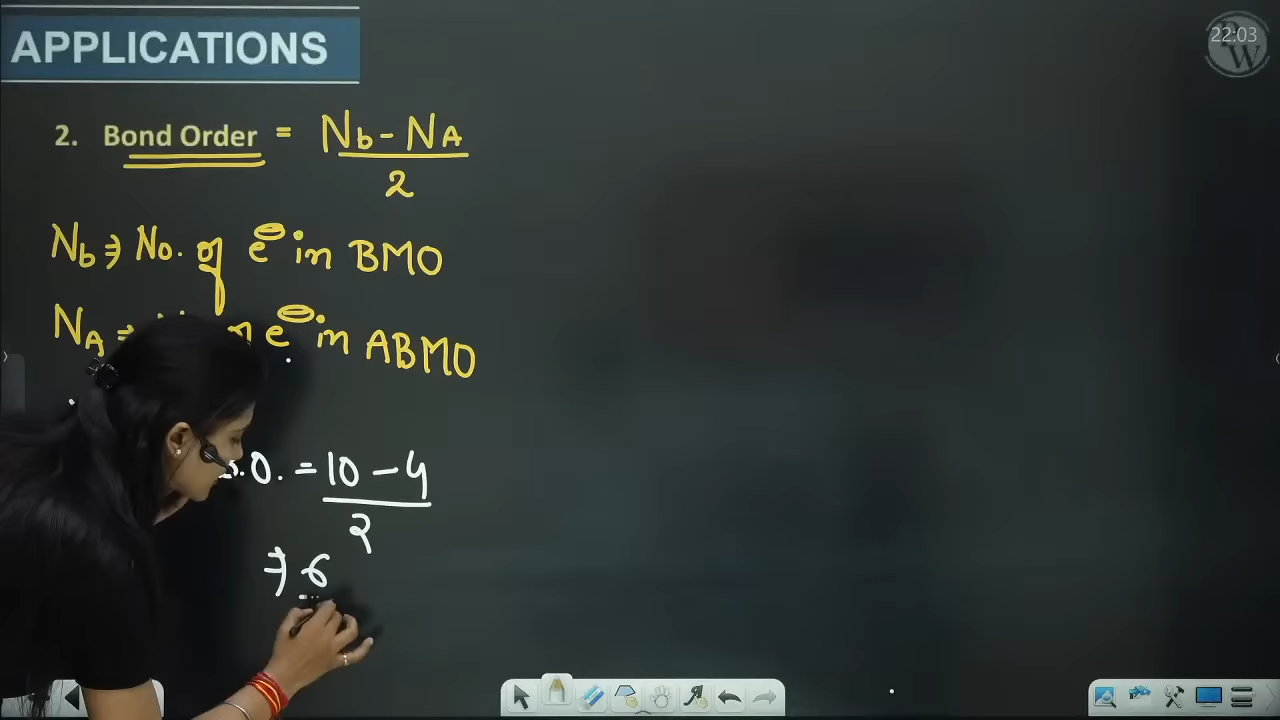 APPLICATIONS
22:03
PW
2. Bond Order = Nb - NA
2
Nb ⇒ No. of e⊖ in BMO
NA ⇒ e⊖ in ABMO
.O. = 10 - 4
2
⇒ 6